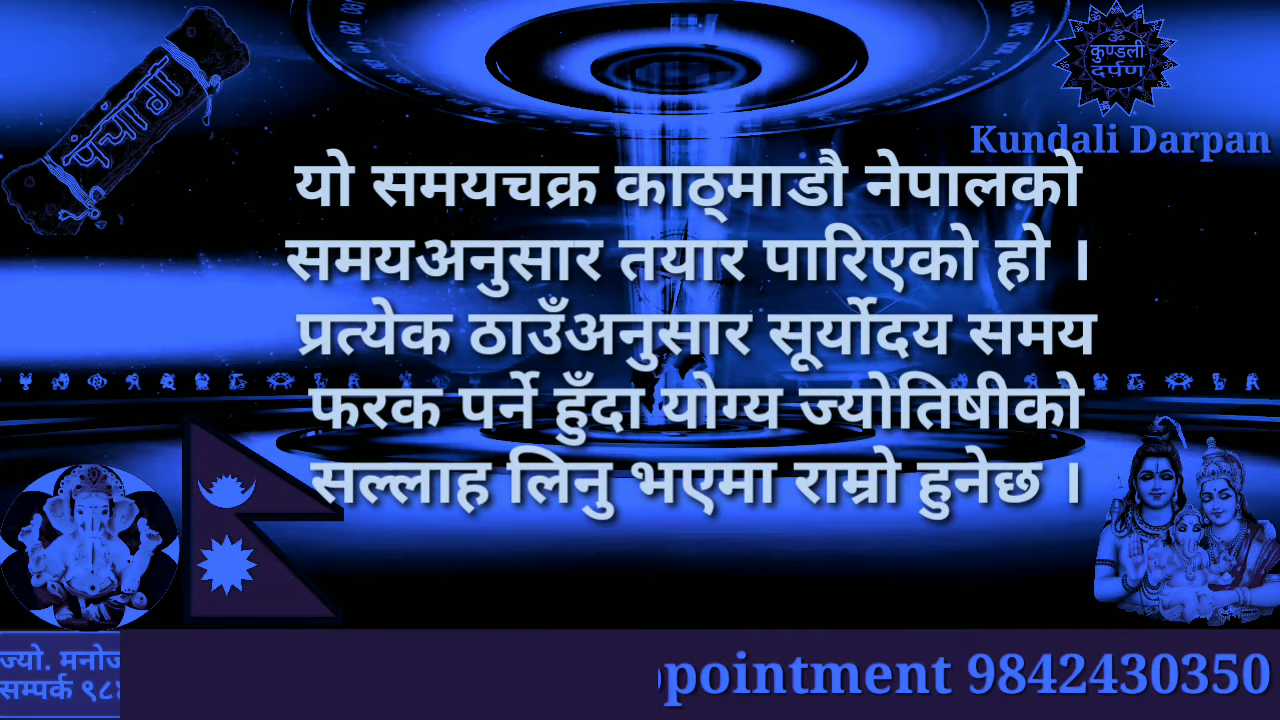 पंचांग
ॐ
कुण्डली
दर्पण
Kundali Darpan
यो समयचक्र काठ्माडौ नेपालको
समयअनुसार तयार पारिएको हो ।
प्रत्येक ठाउँअनुसार सूर्योदय समय
फरक पर्ने हुँदा योग्य ज्योतिषीको
सल्लाह लिनु भएमा राम्रो हुनेछ ।
ज्यो. मनोज
सम्पर्क ९८४
pointment 9842430350